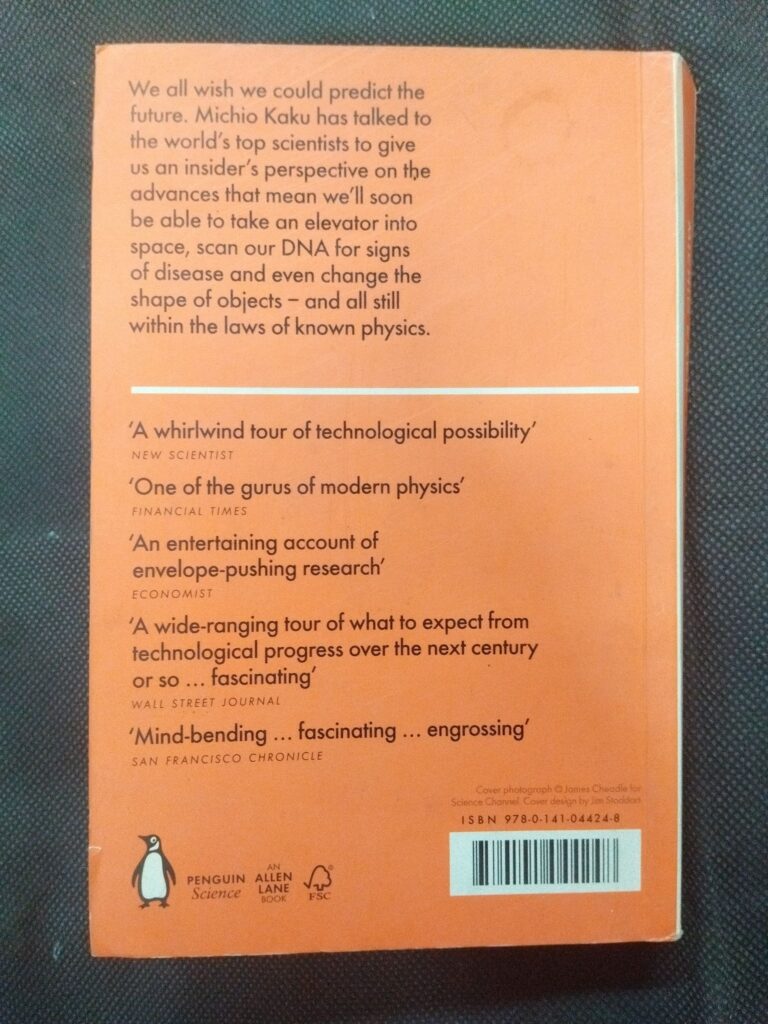 We all wish we could predict the
future. Michio Kaku has talked to
the world's top scientists to give
us an insider's perspective on the
advances that mean we'll soon
be able to take an elevator into
space, scan our DNA for signs
of disease and even change the
shape of objects – and all still
within the laws of known physics.
‘A whirlwind tour of technological possibility’
NEW SCIENTIST
‘One of the gurus of modern physics’
FINANCIAL TIMES
‘An entertaining account of
envelope-pushing research’
ECONOMIST
‘A wide-ranging tour of what to expect from
technological progress over the next century
or so ... fascinating’
WALL STREET JOURNAL
‘Mind-bending ... fascinating ... engrossing’
SAN FRANCISCO CHRONICLE
Cover photograph © James Cheadle for
Science Channel. Cover design by Jim Stoddart
ISBN 978-0-141-04424-8
PENGUIN
Science
AN
ALLEN
LANE
BOOK
®
FSC